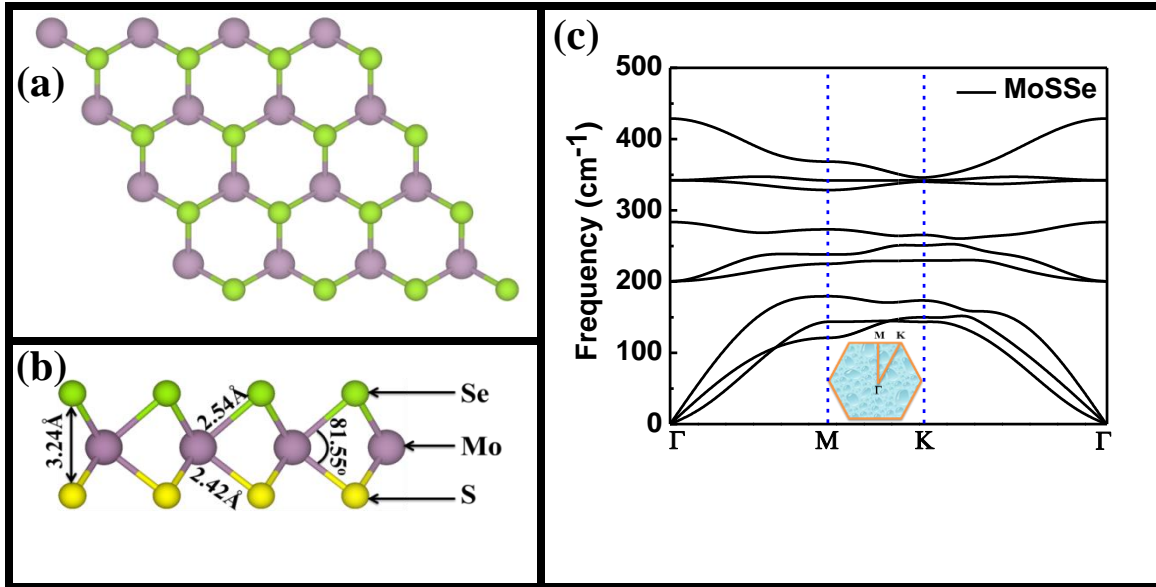 (a)
(b)
3.24Å
2.54Å
2.42Å
81.55°
Se
Mo
S
(c)
Frequency (cm⁻¹)
500
400
300
200
100
0
MoSSe
M K
Γ
Γ M K Γ